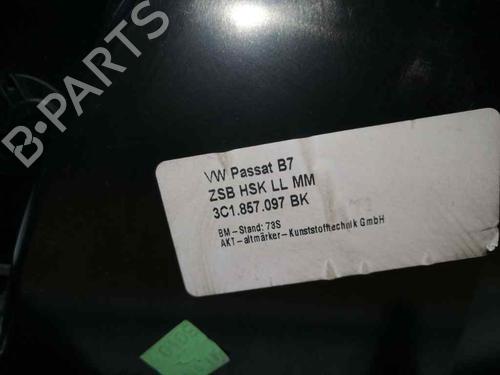 B-PARTS
VW Passat B7
ZSB HSK LL MM
3C1.857.097 BK
BM-Stand: 73S
AKT-altmärker-Kunststofftechnik GmbH